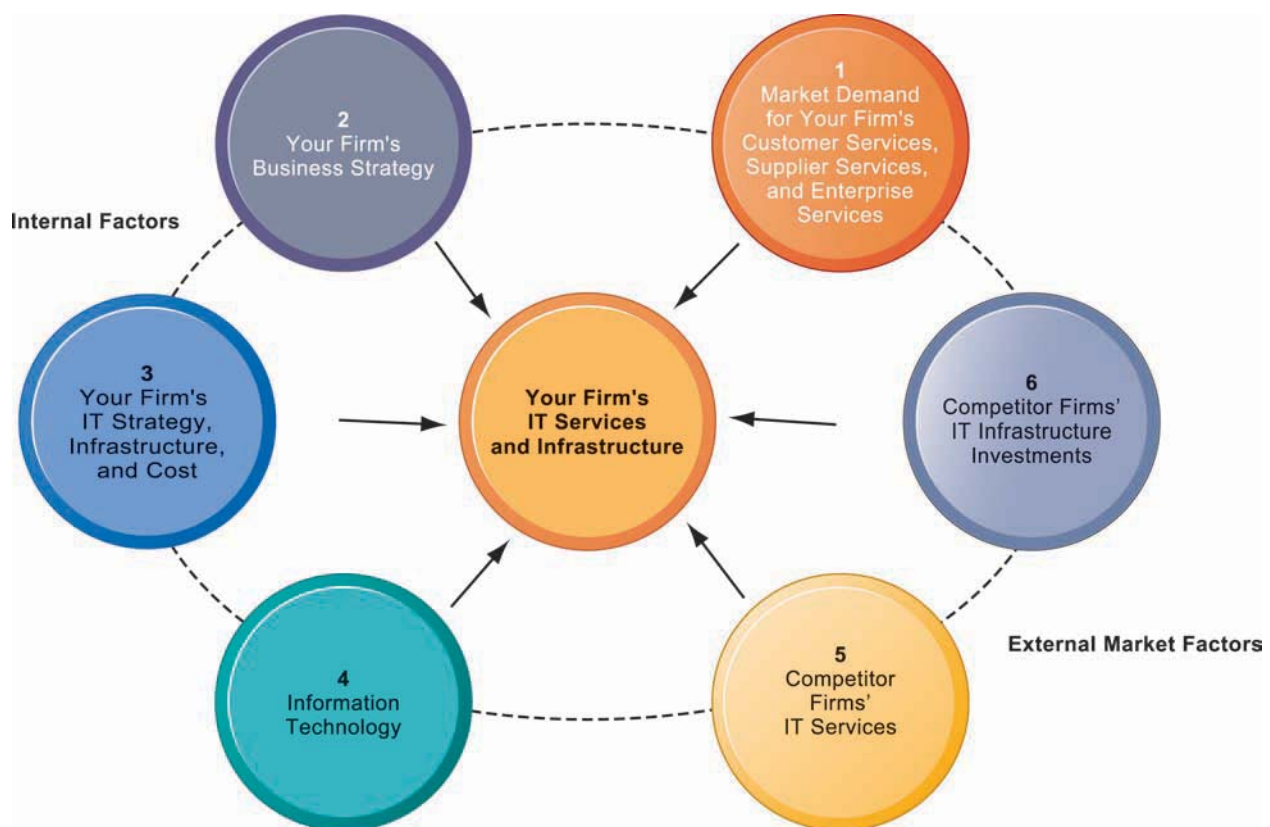 1
Market Demand
for Your Firm's
Customer Services,
Supplier Services,
and Enterprise
Services
2
Your Firm's
Business Strategy
Internal Factors
3
Your Firm's
IT Strategy,
Infrastructure,
and Cost
Your Firm's
IT Services
and Infrastructure
6
Competitor Firms’
IT Infrastructure
Investments
4
Information
Technology
5
Competitor
Firms’
IT Services
External Market Factors